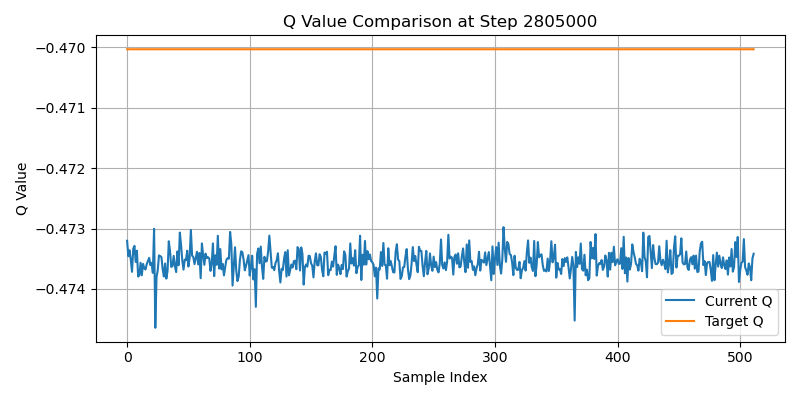 Q Value Comparison at Step 2805000
−0.470
−0.471
−0.472
−0.473
−0.474
Q Value
0 100 200 300 400 500
Sample Index
Current Q
Target Q